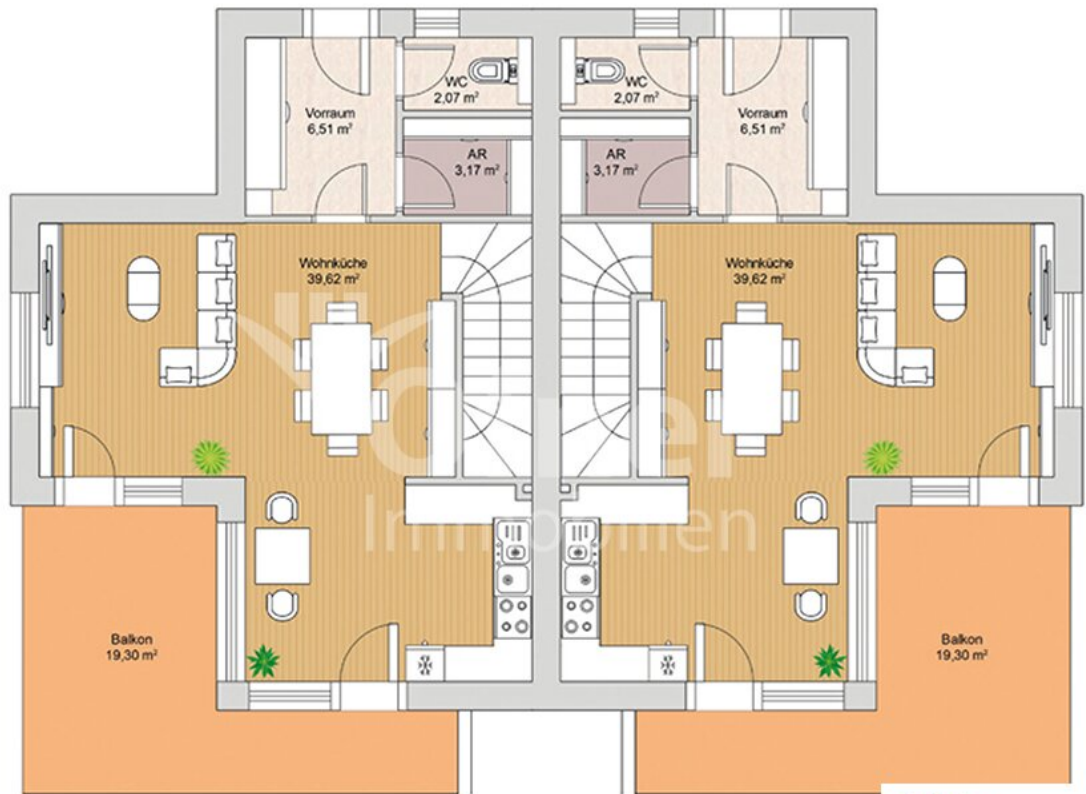 WC
2,07 m²
Vorraum
6,51 m²
AR
3,17 m²
Wohnküche
39,62 m²
Balkon
19,30 m²
WC
2,07 m²
Vorraum
6,51 m²
AR
3,17 m²
Wohnküche
39,62 m²
Balkon
19,30 m²
Immobilien